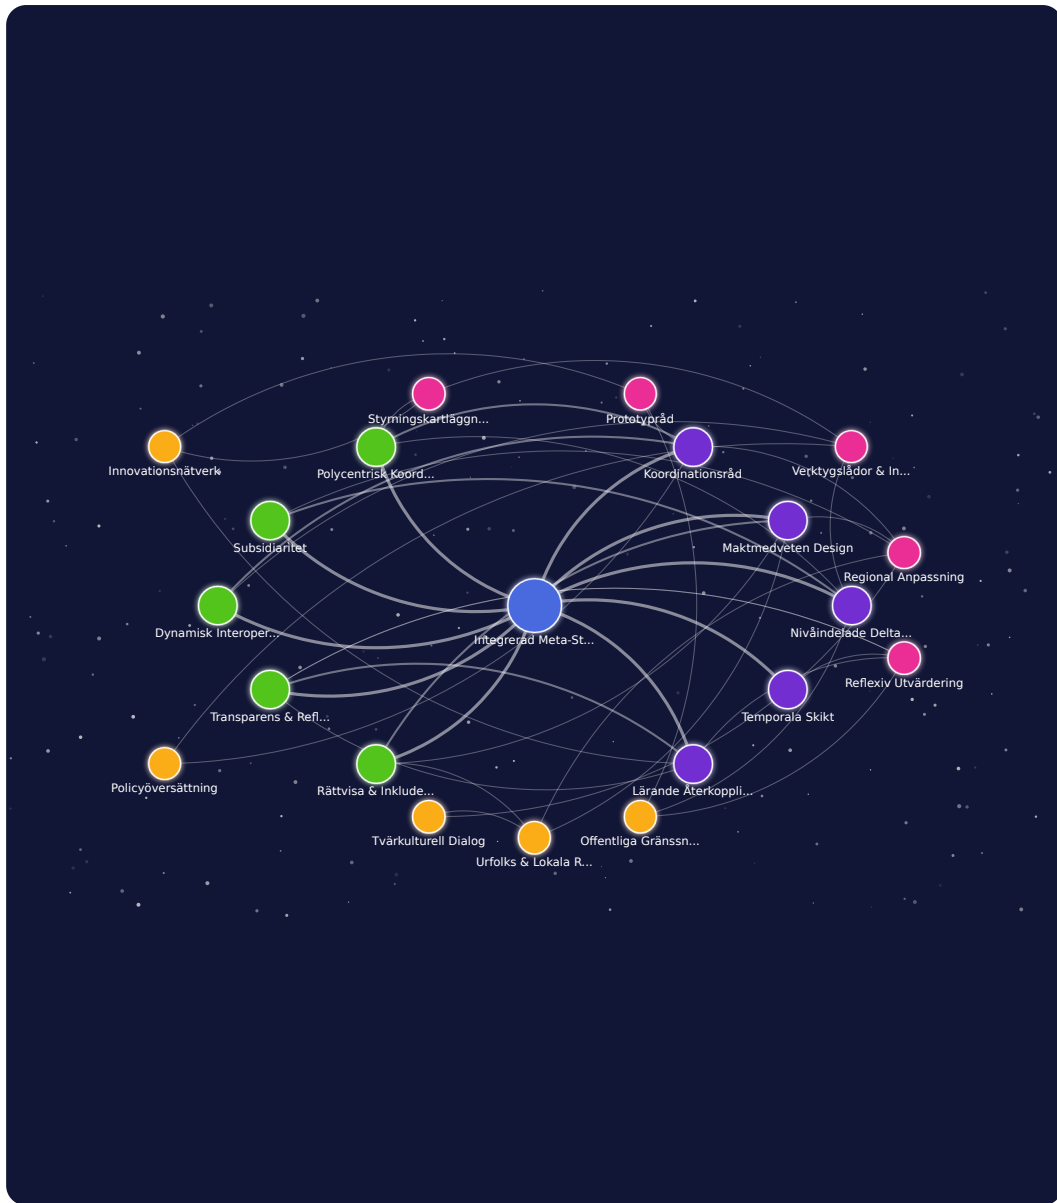 Styrningskartläggn...
Prototypråd
Innovationsnätverk
Polycentrisk Koord...
Koordinationsråd
Verktygslådor & In...
Subsidiaritet
Maktmedveten Design
Regional Anpassning
Dynamisk Interoper...
Integrerad Meta-St...
Nivåindelade Delta...
Reflexiv Utvärdering
Transparens & Refl...
Temporala Skikt
Policyöversättning
Rättvisa & Inklude...
Lärande Återkoppli...
Tvärkulturell Dialog
Offentliga Gränssn...
Urfolks & Lokala R...